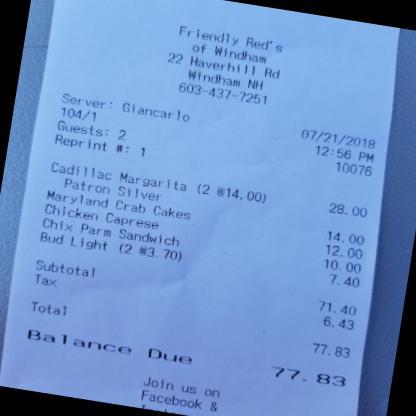 Friendly Red's
of Windham
22 Haverhill Rd
Windham NH
603-437-7251
Server: Giancarlo 07/21/2018
104/1 12:56 PM
Guests: 2 10076
Reprint #: 1
Cadillac Margarita (2 @14.00) 28.00
Patron Silver
Maryland Crab Cakes 14.00
Chicken Caprese 12.00
Chix Parm Sandwich 10.00
Bud Light (2 @3.70) 7.40
Subtotal 71.40
Tax 6.43
Total 77.83
Balance Due 77.83
Join us on
Facebook &